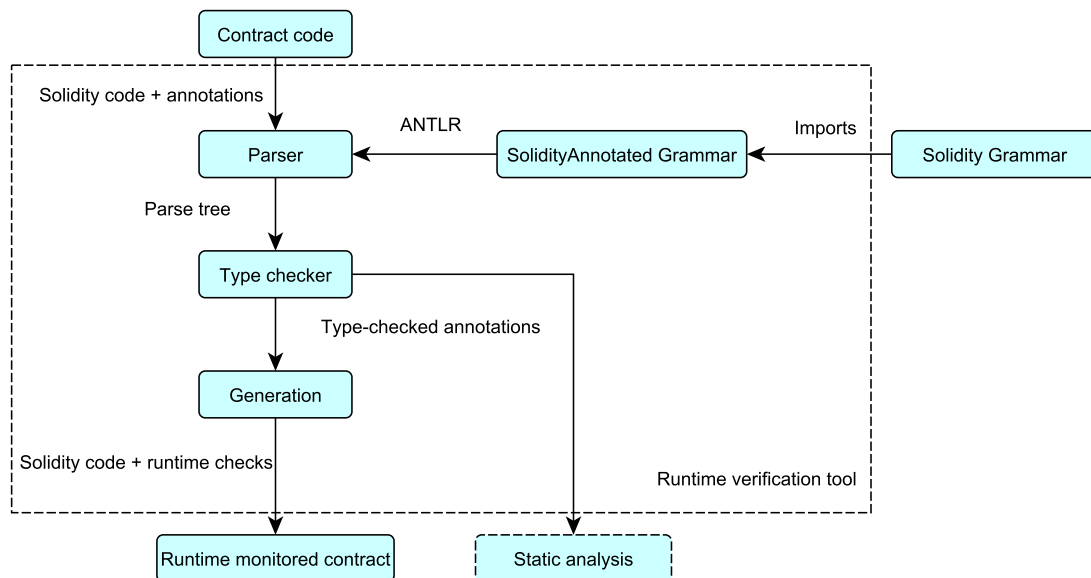 Contract code
Solidity code + annotations
ANTLR
Imports
Parser
SolidityAnnotated Grammar
Solidity Grammar
Parse tree
Type checker
Type-checked annotations
Generation
Solidity code + runtime checks
Runtime verification tool
Runtime monitored contract
Static analysis